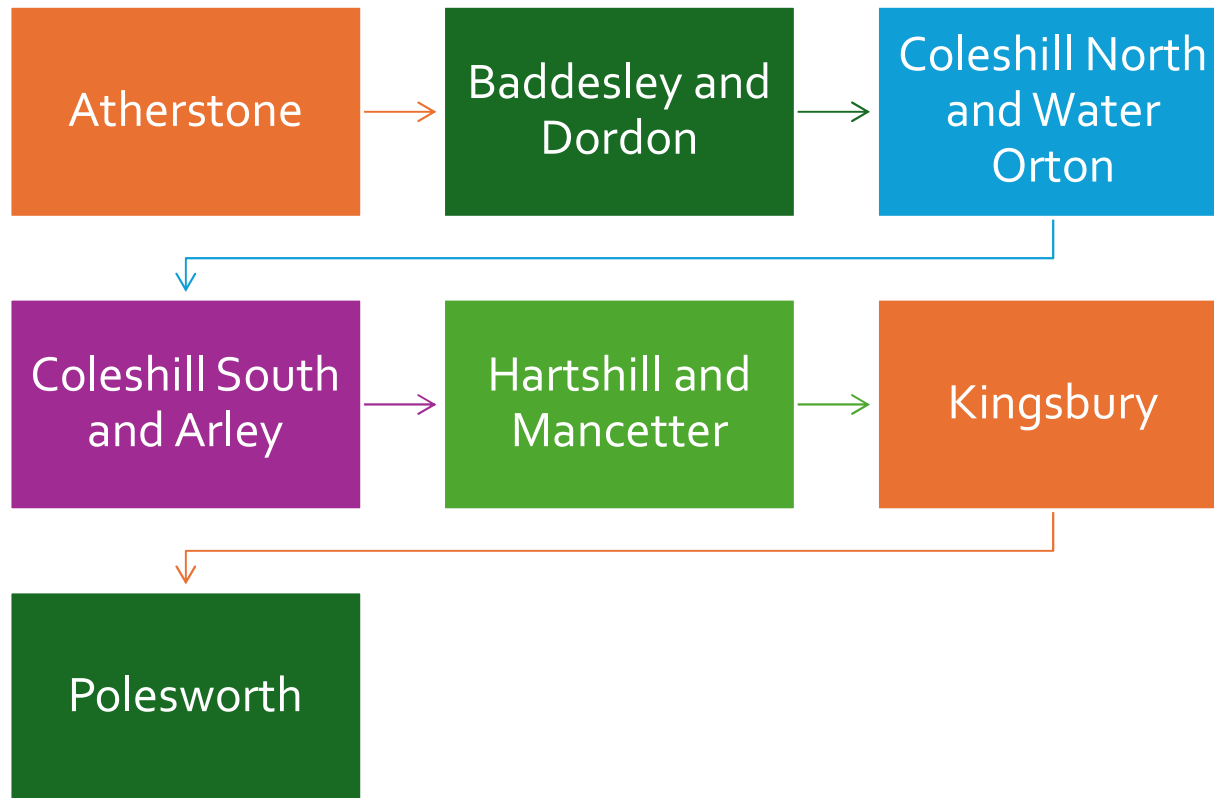 Atherstone
Baddesley and
Dordon
Coleshill North
and Water
Orton
Coleshill South
and Arley
Hartshill and
Mancetter
Kingsbury
Polesworth